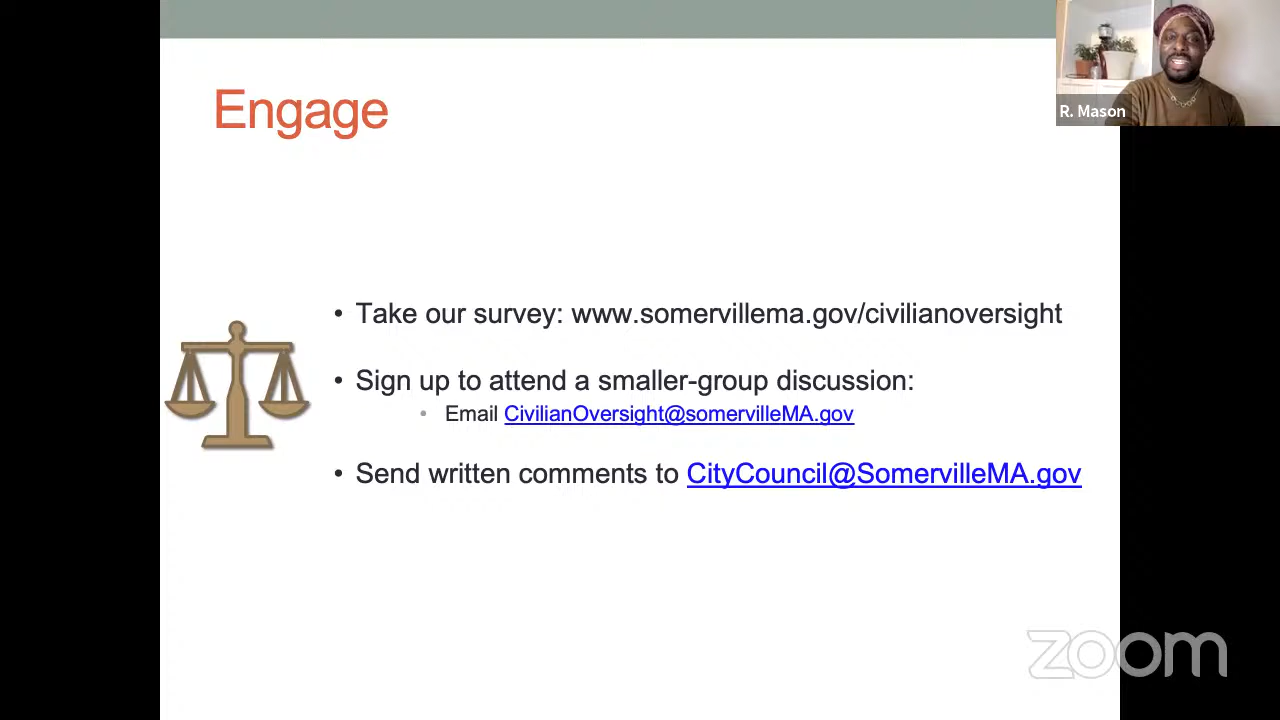 Engage
R. Mason
• Take our survey: www.somervillema.gov/civilianoversight
• Sign up to attend a smaller-group discussion:
• Email CivilianOversight@somervilleMA.gov
• Send written comments to CityCouncil@SomervilleMA.gov
zoom